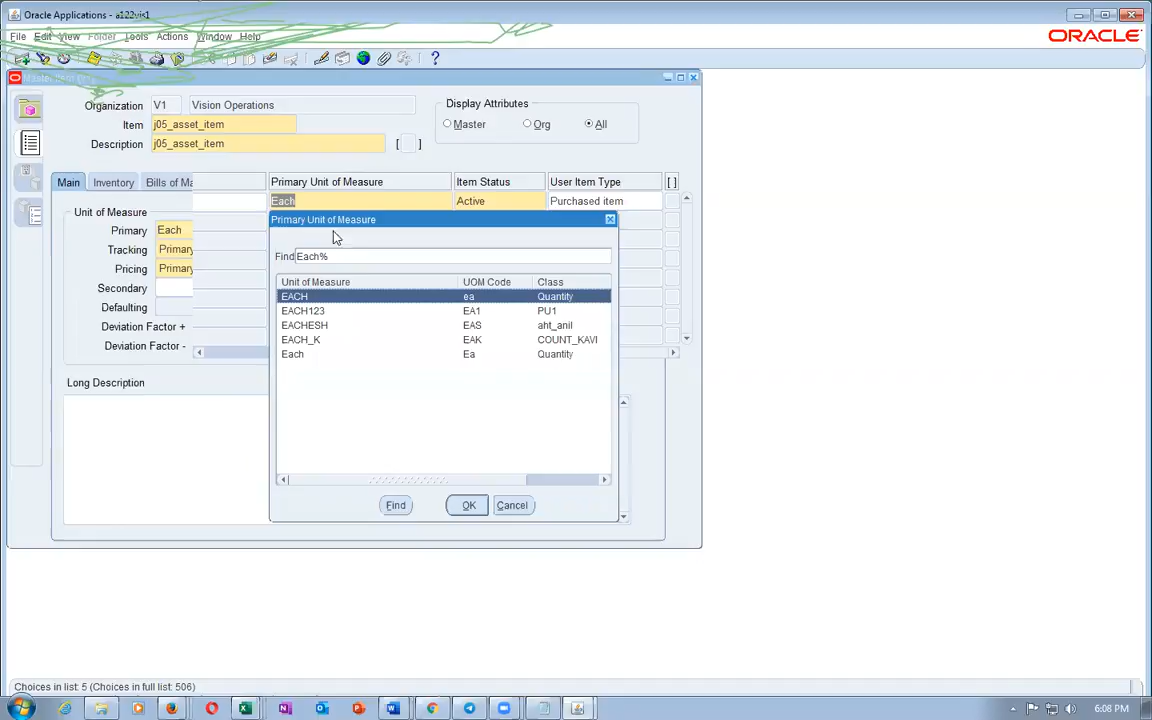 Oracle Applications - a122vis1
File Edit View Folder Tools Actions Window Help
ORACLE
Organization V1 Vision Operations
Display Attributes
Item j05_asset_item
Master Org All
Description j05_asset_item
[ ]
Main Inventory Bills of Ma
Primary Unit of Measure Item Status User Item Type [ ]
Each Active Purchased item
Unit of Measure
Primary Unit of Measure
Primary Each
Tracking Primary
Find Each%
Pricing Primary
Unit of Measure UOM Code Class
Secondary
EACH ea Quantity
Defaulting
EACH123 EA1 PU1
Deviation Factor +
EACHESH EAS aht_anil
EACH_K EAK COUNT_KAVI
Deviation Factor -
Each Ea Quantity
Long Description
Find OK Cancel
Choices in list: 5 (Choices in full list: 506)
6:08 PM